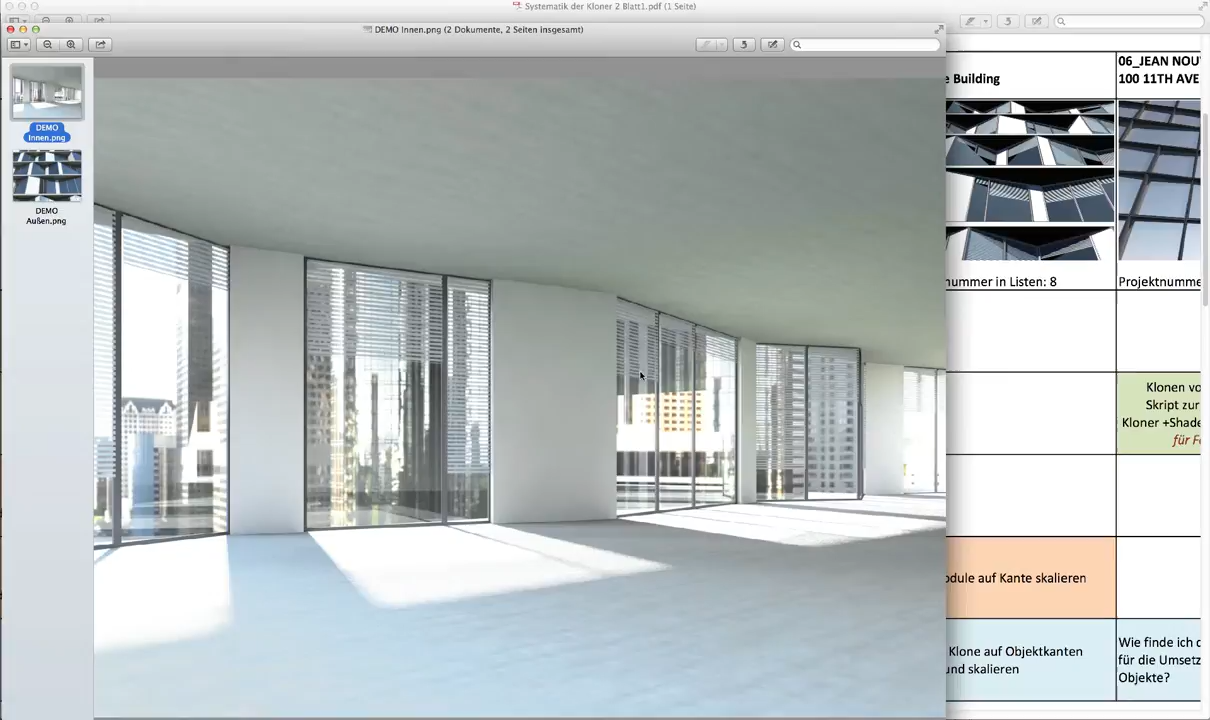 Systematik der Kloner 2 Blatt1.pdf (1 Seite)
DEMO Innen.png (2 Dokumente, 2 Seiten insgesamt)
DEMO
Innen.png
DEMO
Außen.png
e Building
06_JEAN NOU
100 11TH AVE
nummer in Listen: 8
Projektnumme
Klonen vo
Skript zur
Kloner +Shade
für Fe
odule auf Kante skalieren
Klone auf Objektkanten
und skalieren
Wie finde ich d
für die Umsetz
Objekte?